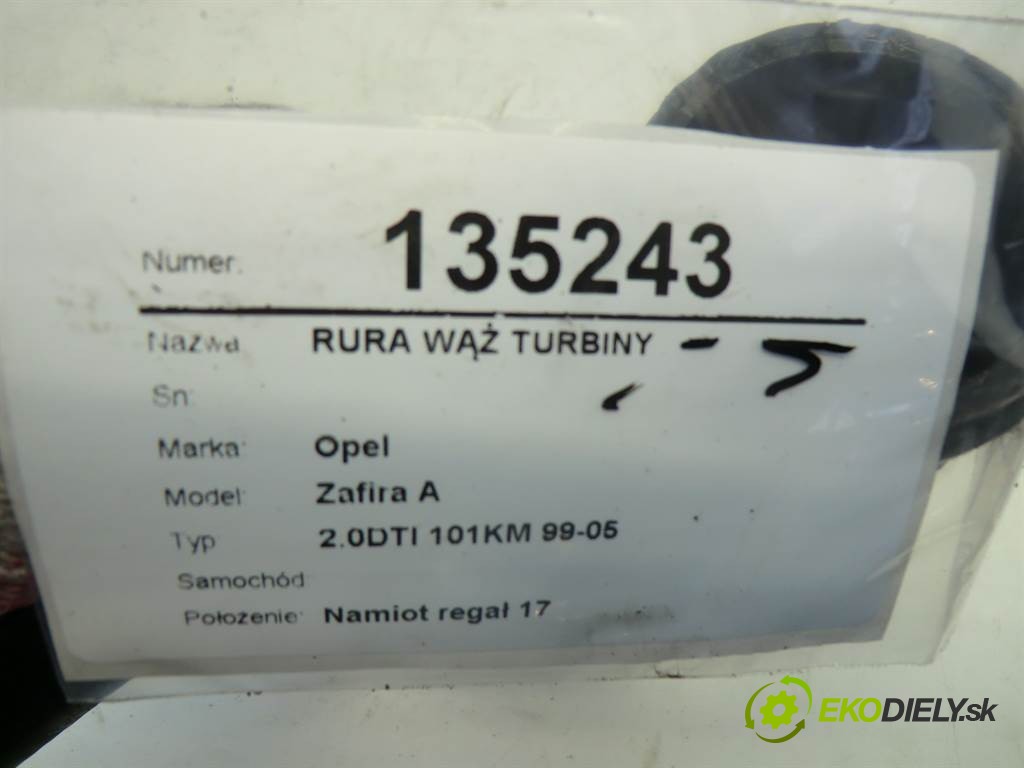 Numer: 135243
Nazwa RURA WĄŻ TURBINY
Sn:
Marka: Opel
Model: Zafira A
Typ 2.0DTI 101KM 99-05
Samochód
Położenie: Namiot regał 17
EKODIELY.sk